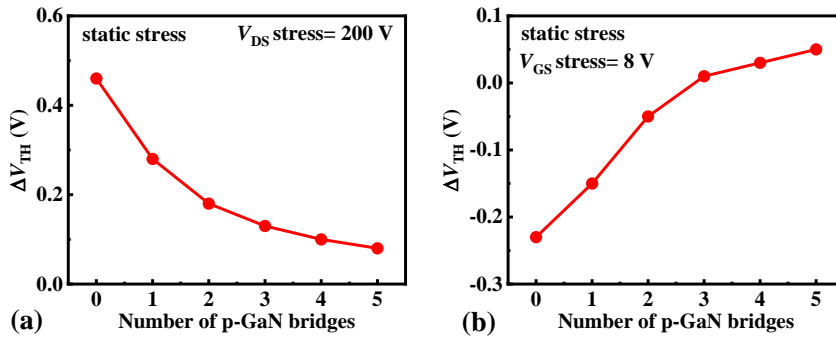 static stress
V_DS stress= 200 V
ΔV_TH (V)
0.6
0.4
0.2
0.0
0 1 2 3 4 5
Number of p-GaN bridges
(a)
static stress
V_GS stress= 8 V
ΔV_TH (V)
0.1
0.0
-0.1
-0.2
-0.3
0 1 2 3 4 5
Number of p-GaN bridges
(b)